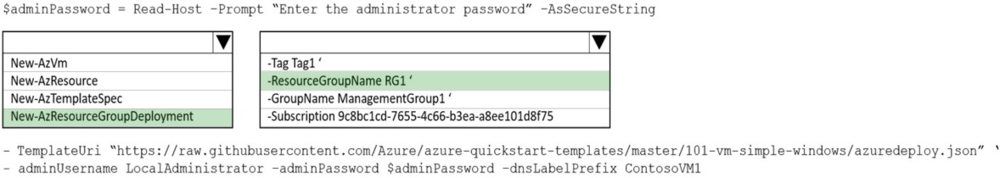 $adminPassword = Read-Host -Prompt “Enter the administrator password” -AsSecureString
New-AzVm
New-AzResource
New-AzTemplateSpec
New-AzResourceGroupDeployment
-Tag Tag1 ‘
-ResourceGroupName RG1 ‘
-GroupName ManagementGroup1 ‘
-Subscription 9c8bc1cd-7655-4c66-b3ea-a8ee101d8f75
- TemplateUri “https://raw.githubusercontent.com/Azure/azure-quickstart-templates/master/101-vm-simple-windows/azuredeploy.json” ‘
- adminUsername LocalAdministrator -adminPassword $adminPassword -dnsLabelPrefix ContosoVM1